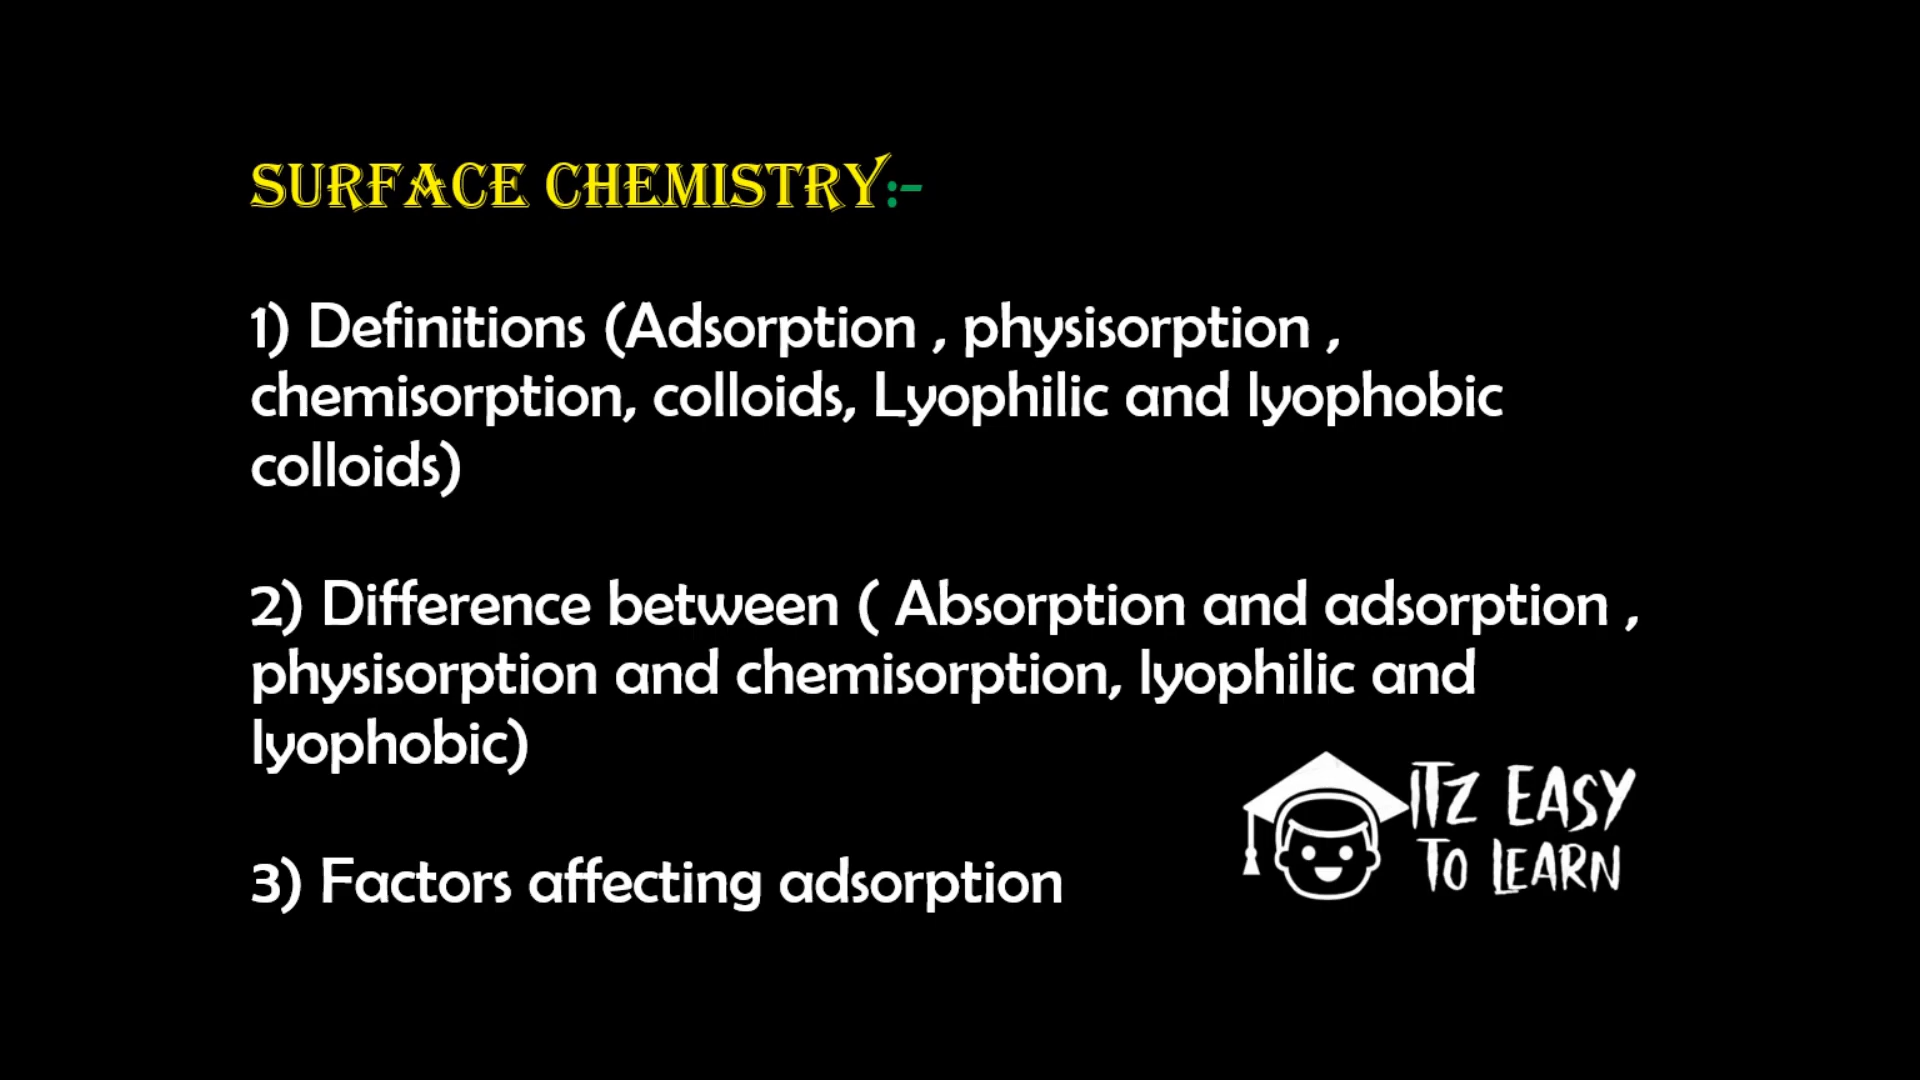 SURFACE CHEMISTRY:-
1) Definitions (Adsorption , physisorption ,
chemisorption, colloids, Lyophilic and lyophobic
colloids)
2) Difference between ( Absorption and adsorption ,
physisorption and chemisorption, lyophilic and
lyophobic)
3) Factors affecting adsorption
ITZ EASY
TO LEARN